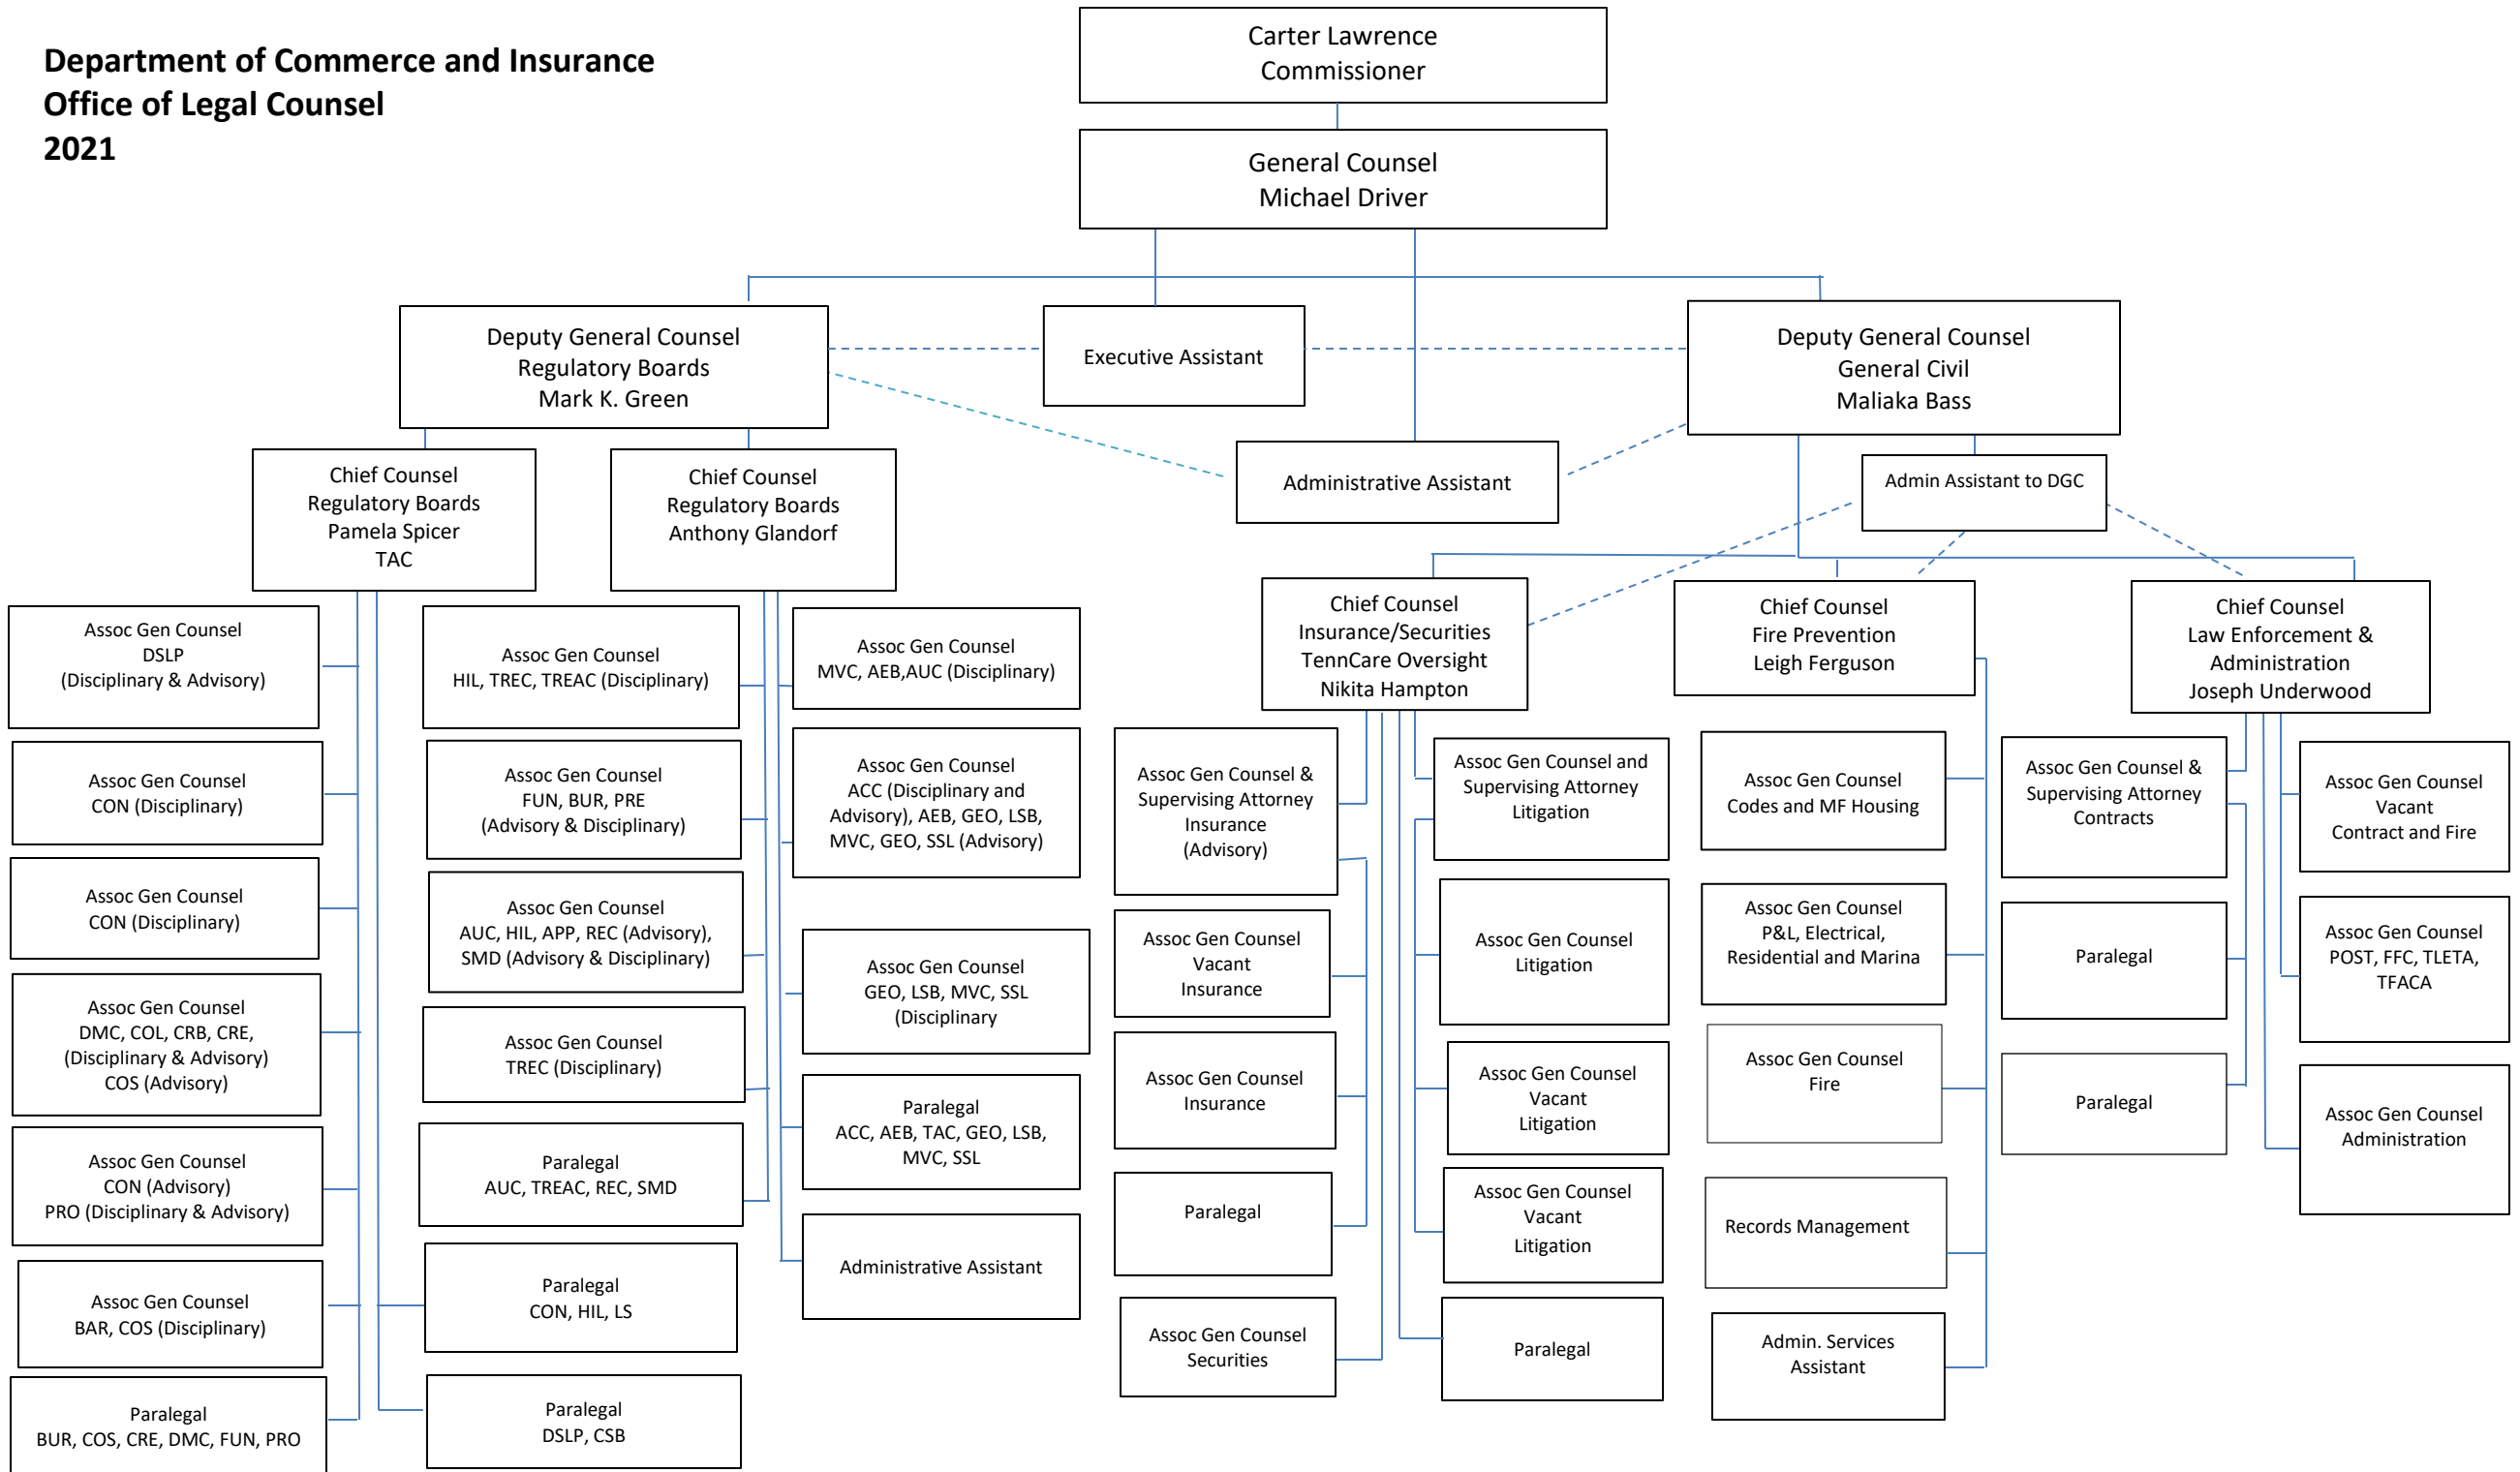 Department of Commerce and Insurance
Office of Legal Counsel
2021
Carter Lawrence
Commissioner
General Counsel
Michael Driver
Deputy General Counsel
Regulatory Boards
Mark K. Green
Executive Assistant
Deputy General Counsel
General Civil
Maliaka Bass
Administrative Assistant
Admin Assistant to DGC
Chief Counsel
Regulatory Boards
Pamela Spicer
TAC
Chief Counsel
Regulatory Boards
Anthony Glandorf
Chief Counsel
Insurance/Securities
TennCare Oversight
Nikita Hampton
Chief Counsel
Fire Prevention
Leigh Ferguson
Chief Counsel
Law Enforcement &
Administration
Joseph Underwood
Assoc Gen Counsel
DSLP
(Disciplinary & Advisory)
Assoc Gen Counsel
CON (Disciplinary)
Assoc Gen Counsel
CON (Disciplinary)
Assoc Gen Counsel
DMC, COL, CRB, CRE,
(Disciplinary & Advisory)
COS (Advisory)
Assoc Gen Counsel
CON (Advisory)
PRO (Disciplinary & Advisory)
Assoc Gen Counsel
BAR, COS (Disciplinary)
Paralegal
BUR, COS, CRE, DMC, FUN, PRO
Assoc Gen Counsel
HIL, TREC, TREAC (Disciplinary)
Assoc Gen Counsel
FUN, BUR, PRE
(Advisory & Disciplinary)
Assoc Gen Counsel
AUC, HIL, APP, REC (Advisory),
SMD (Advisory & Disciplinary)
Assoc Gen Counsel
TREC (Disciplinary)
Paralegal
AUC, TREAC, REC, SMD
Paralegal
CON, HIL, LS
Paralegal
DSLP, CSB
Assoc Gen Counsel
MVC, AEB,AUC (Disciplinary)
Assoc Gen Counsel
ACC (Disciplinary and
Advisory), AEB, GEO, LSB,
MVC, GEO, SSL (Advisory)
Assoc Gen Counsel
GEO, LSB, MVC, SSL
(Disciplinary
Paralegal
ACC, AEB, TAC, GEO, LSB,
MVC, SSL
Administrative Assistant
Assoc Gen Counsel &
Supervising Attorney
Insurance
(Advisory)
Assoc Gen Counsel
Vacant
Insurance
Assoc Gen Counsel
Insurance
Paralegal
Assoc Gen Counsel
Securities
Assoc Gen Counsel and
Supervising Attorney
Litigation
Assoc Gen Counsel
Litigation
Assoc Gen Counsel
Vacant
Litigation
Assoc Gen Counsel
Vacant
Litigation
Paralegal
Assoc Gen Counsel
Codes and MF Housing
Assoc Gen Counsel
P&L, Electrical,
Residential and Marina
Assoc Gen Counsel
Fire
Records Management
Admin. Services
Assistant
Assoc Gen Counsel &
Supervising Attorney
Contracts
Paralegal
Paralegal
Assoc Gen Counsel
Vacant
Contract and Fire
Assoc Gen Counsel
POST, FFC, TLETA,
TFACA
Assoc Gen Counsel
Administration